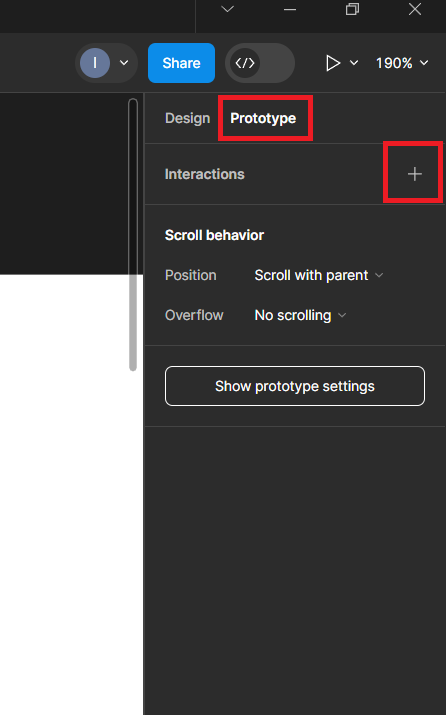 I
Share
</>
190%
Design
Prototype
Interactions
Scroll behavior
Position
Scroll with parent
Overflow
No scrolling
Show prototype settings